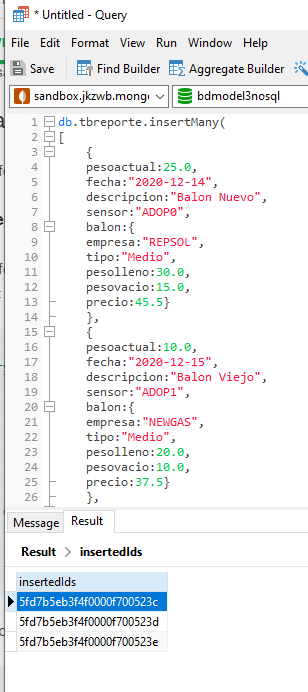 * Untitled - Query
File Edit View Window Help
Save Find Builder Aggregate Builder
sandbox.jkzwb.mong bdmodel3nosql
1 db.tbreporte.insertMany(
2 [
3 {
4 pesoactual:25.0,
5 fecha:"2020-12-14",
6 descripcion:"Balon Nuevo",
7 sensor:"ADOP0",
8 balon:{
9 empresa:"REPSOL",
10 tipo:"Medio",
11 pesolleno:30.0,
12 pesovacio:15.0,
13 precio:45.5}
14 },
15 {
16 pesoactual:10.0,
17 fecha:"2020-12-15",
18 descripcion:"Balon Viejo",
19 sensor:"ADOP1",
20 balon:{
21 empresa:"NEWGAS",
22 tipo:"Medio",
23 pesolleno:20.0,
24 pesovacio:10.0,
25 precio:37.5}
26 },
Message Result
Result > insertedIds
insertedIds
5fd7b5eb3f4f0000f700523c
5fd7b5eb3f4f0000f700523d
5fd7b5eb3f4f0000f700523e